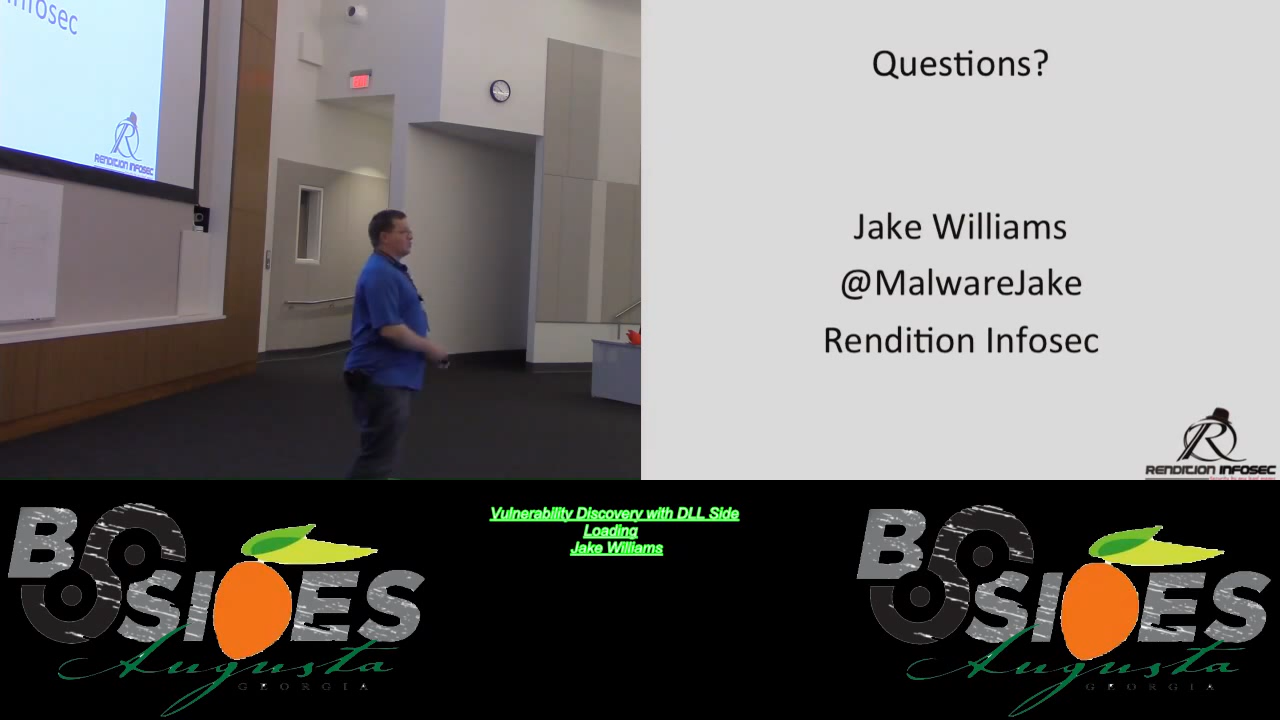 nfosec
RENDITION INFOSEC
EXIT
Questions?
Jake Williams
@MalwareJake
Rendition Infosec
RENDITION INFOSEC
Vulnerability Discovery with DLL Side
Loading
Jake Williams
BSIDES
Augusta
GEORGIA
BSIDES
Augusta
GEORGIA